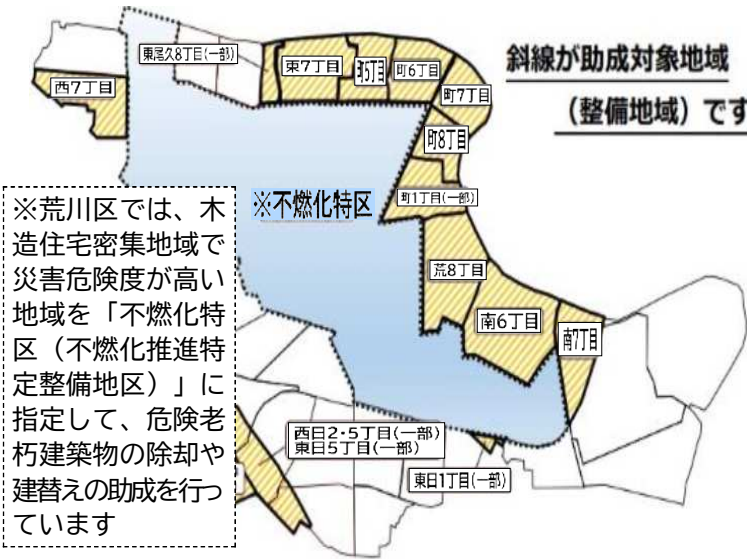 東尾久8丁目(一部)
東7丁目
町5丁目
町6丁目
斜線が助成対象地域
(整備地域)です
西7丁目
町7丁目
町8丁目
※不燃化特区
町1丁目(一部)
※荒川区では、木
造住宅密集地域で
災害危険度が高い
地域を「不燃化特
区(不燃化推進特
定整備地区)」に
指定して、危険老
朽建築物の除却や
建替えの助成を行っ
ています
荒8丁目
南6丁目
南7丁目
西日2・5丁目(一部)
東日5丁目(一部)
東日1丁目(一部)